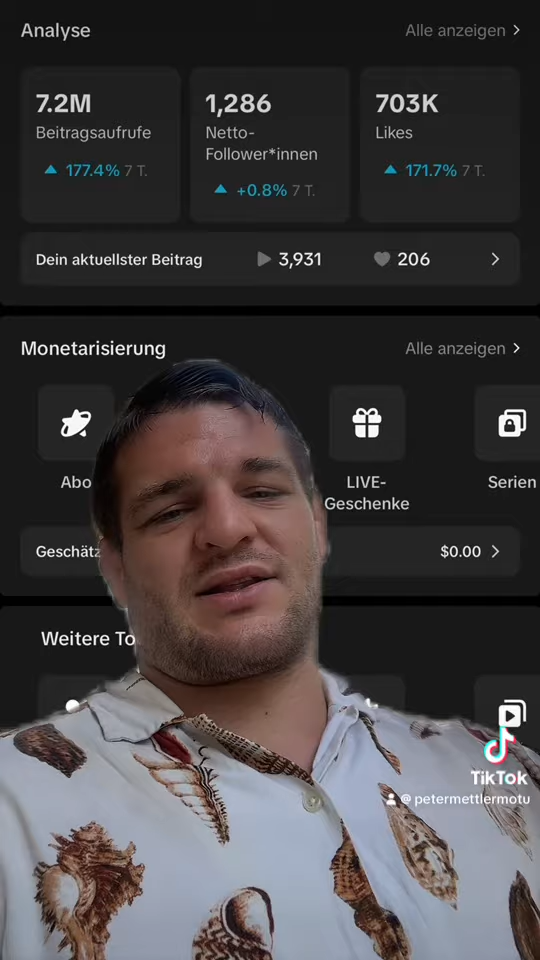 Analyse
Alle anzeigen
7.2M
Beitragsaufrufe
177.4% 7 T.
1,286
Netto-
Follower*innen
+0.8% 7 T.
703K
Likes
171.7% 7 T.
Dein aktuellster Beitrag
3,931
206
Monetarisierung
Alle anzeigen
Abo
LIVE-
Geschenke
Serien
$0.00
Weitere
TikTok
@ petermettlermotu